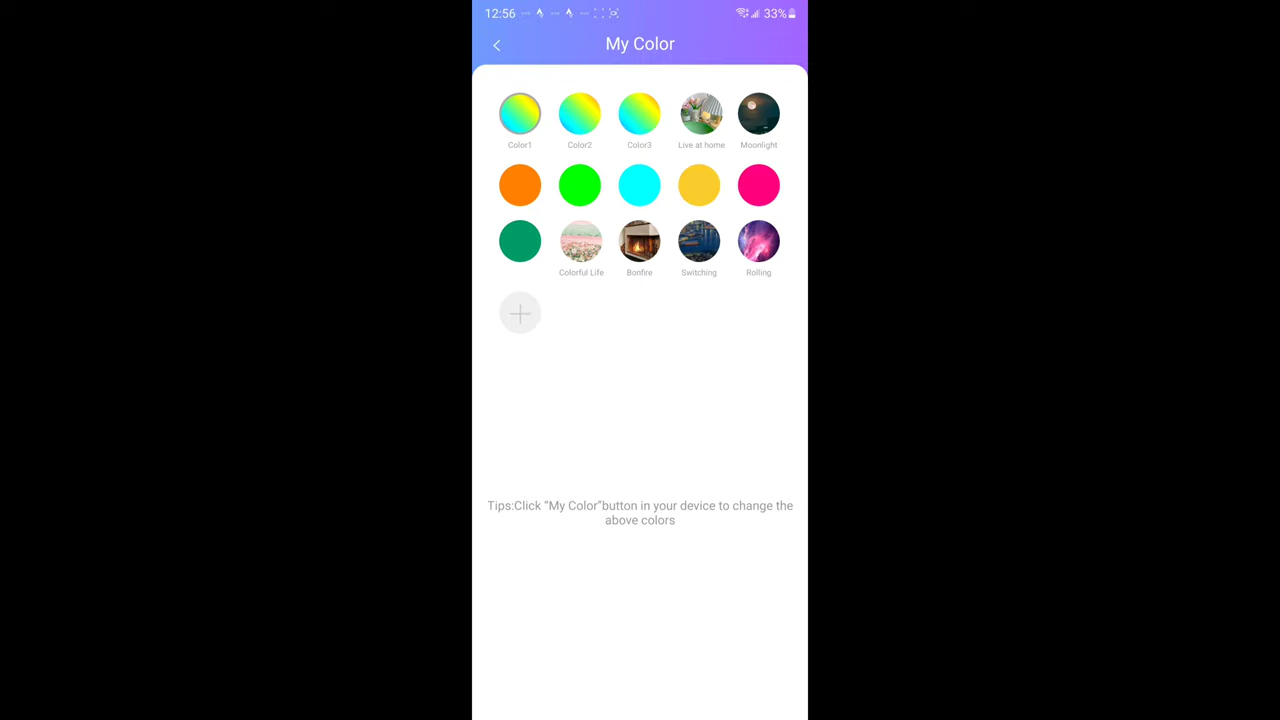 12:56
33%
My Color
Color1
Color2
Color3
Live at home
Moonlight
Colorful Life
Bonfire
Switching
Rolling
Tips:Click “My Color”button in your device to change the
above colors